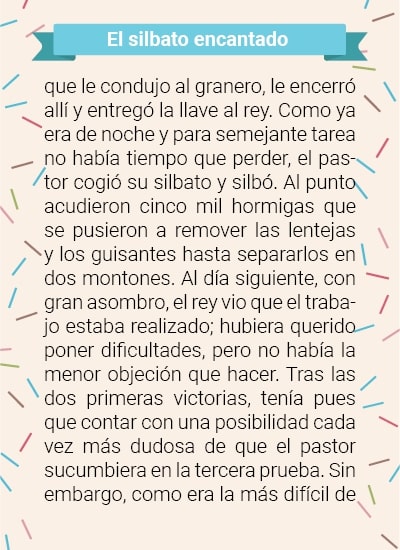 El silbato encantado
que le condujo al granero, le encerró
allí y entregó la llave al rey. Como ya
era de noche y para semejante tarea
no había tiempo que perder, el pas-
tor cogió su silbato y silbó. Al punto
acudieron cinco mil hormigas que
se pusieron a remover las lentejas
y los guisantes hasta separarlos en
dos montones. Al día siguiente, con
gran asombro, el rey vio que el traba-
jo estaba realizado; hubiera querido
poner dificultades, pero no había la
menor objeción que hacer. Tras las
dos primeras victorias, tenía pues
que contar con una posibilidad cada
vez más dudosa de que el pastor
sucumbiera en la tercera prueba. Sin
embargo, como era la más difícil de